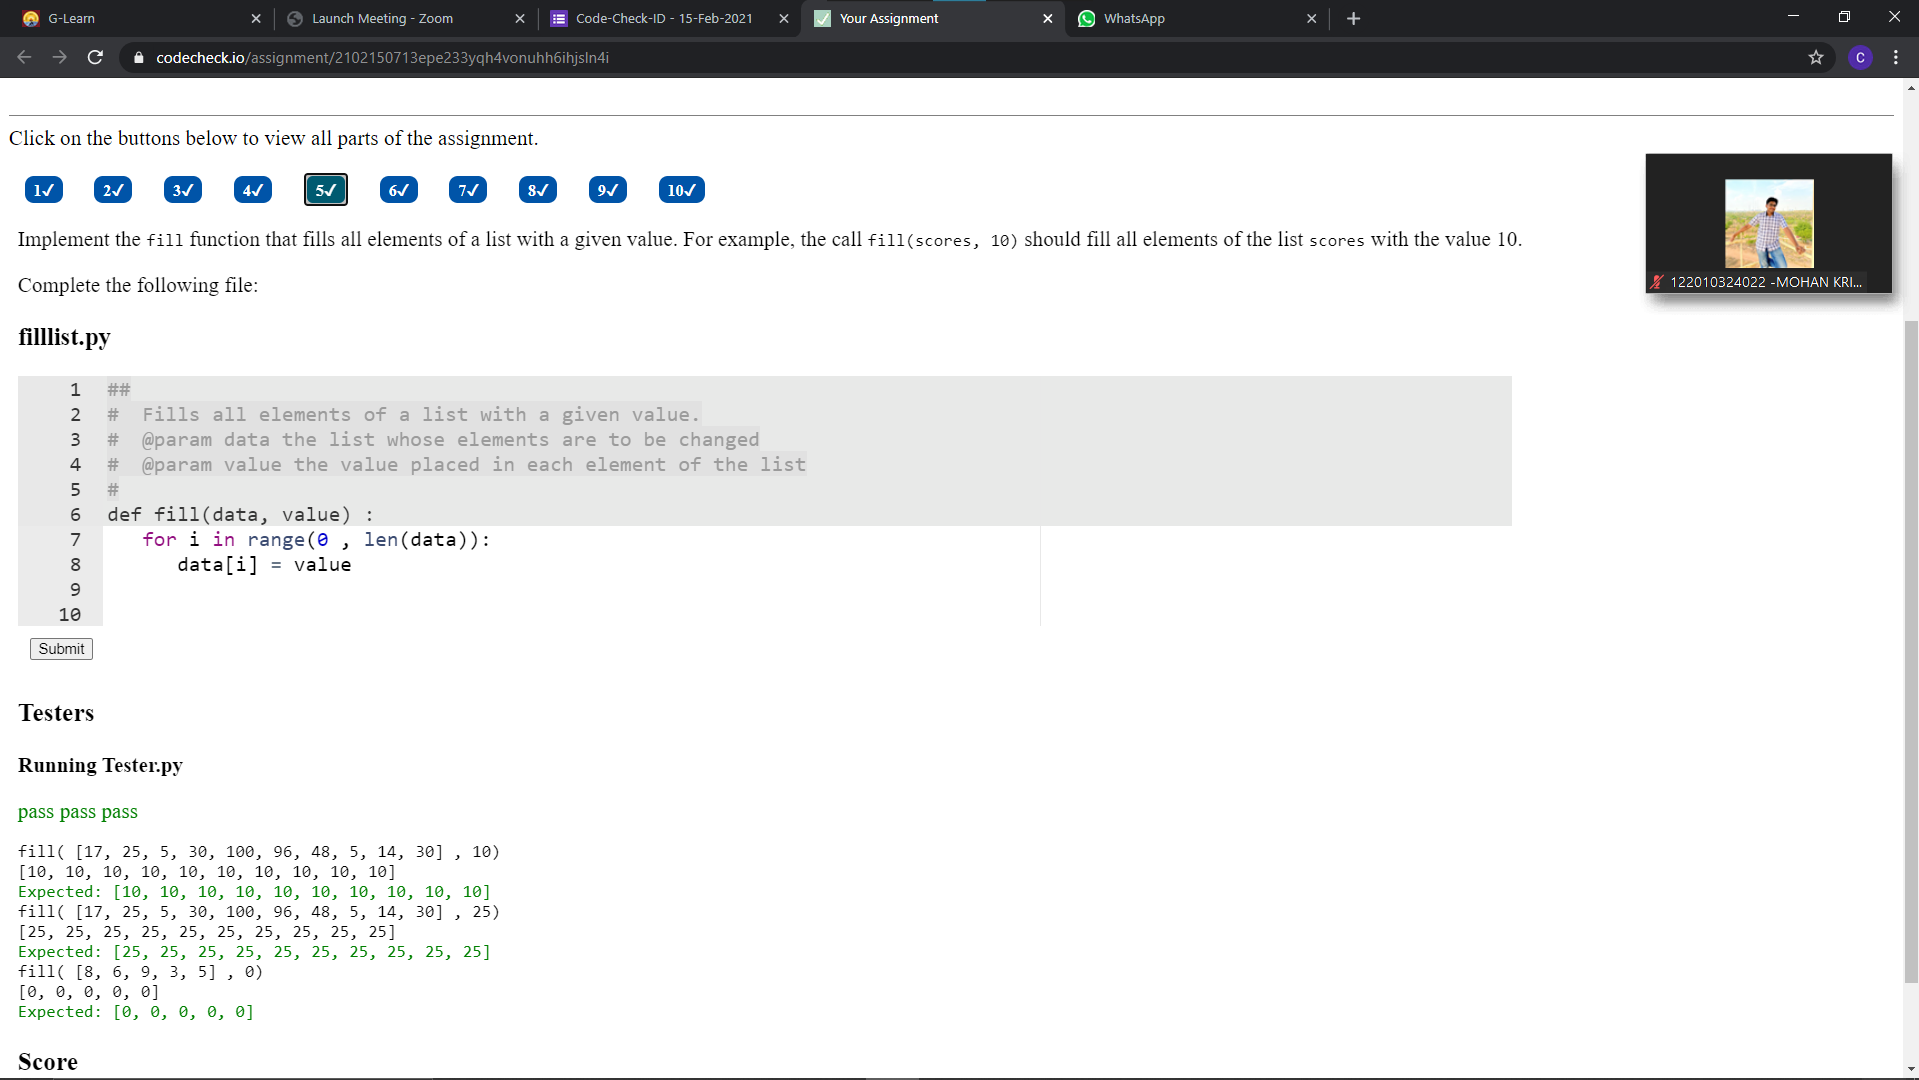 G-Learn
Launch Meeting - Zoom
Code-Check-ID - 15-Feb-2021
Your Assignment
WhatsApp
codecheck.io/assignment/2102150713epe233yqh4vonuhh6ihjsln4i
C
Click on the buttons below to view all parts of the assignment.
1✓ 2✓ 3✓ 4✓ 5✓ 6✓ 7✓ 8✓ 9✓ 10✓
Implement the fill function that fills all elements of a list with a given value. For example, the call fill(scores, 10) should fill all elements of the list scores with the value 10.
122010324022 -MOHAN KRI...
Complete the following file:
filllist.py
1 ##
2 #  Fills all elements of a list with a given value.
3 #  @param data the list whose elements are to be changed
4 #  @param value the value placed in each element of the list
5 #
6 def fill(data, value) :
7    for i in range(0 , len(data)):
8       data[i] = value
9
10
Submit
Testers
Running Tester.py
pass pass pass
fill( [17, 25, 5, 30, 100, 96, 48, 5, 14, 30] , 10)
[10, 10, 10, 10, 10, 10, 10, 10, 10, 10]
Expected: [10, 10, 10, 10, 10, 10, 10, 10, 10, 10]
fill( [17, 25, 5, 30, 100, 96, 48, 5, 14, 30] , 25)
[25, 25, 25, 25, 25, 25, 25, 25, 25, 25]
Expected: [25, 25, 25, 25, 25, 25, 25, 25, 25, 25]
fill( [8, 6, 9, 3, 5] , 0)
[0, 0, 0, 0, 0]
Expected: [0, 0, 0, 0, 0]
Score